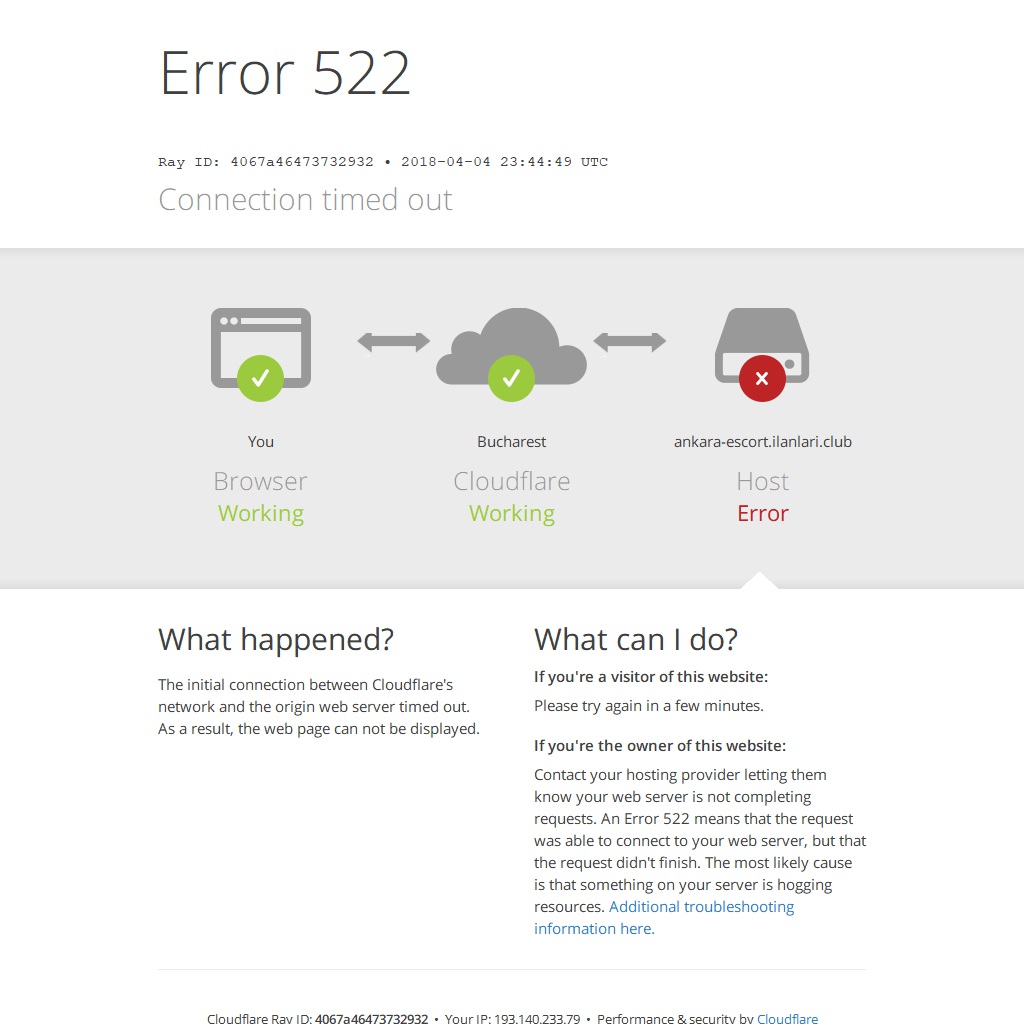 Error 522
Ray ID: 4067a46473732932 • 2018-04-04 23:44:49 UTC
Connection timed out
You
Browser
Working
Bucharest
Cloudflare
Working
ankara-escort.ilanlari.club
Host
Error
What happened?
The initial connection between Cloudflare's
network and the origin web server timed out.
As a result, the web page can not be displayed.
What can I do?
If you're a visitor of this website:
Please try again in a few minutes.
If you're the owner of this website:
Contact your hosting provider letting them
know your web server is not completing
requests. An Error 522 means that the request
was able to connect to your web server, but that
the request didn't finish. The most likely cause
is that something on your server is hogging
resources. Additional troubleshooting
information here.
Cloudflare Ray ID: 4067a46473732932 • Your IP: 193.140.233.79 • Performance & security by Cloudflare